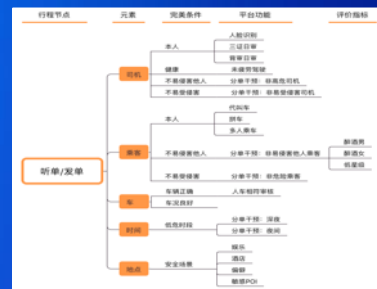 行程节点 元素 完美条件 平台功能 评价指标
人脸识别
本人 三证日审
背审日审
司机 健康 未疲劳驾驶
不易侵害他人 分单干预：非高危司机
不易受侵害 分单干预：非易受侵害司机
代叫车
本人 拼车
多人乘车
乘客 醉酒男
不易侵害他人 分单干预：非易侵害他人乘客 醉酒女
低星级
听单/发单
不易受侵害 分单干预：非危险乘客
车 车辆正确 人车相符审核
车况良好
时间 低危时段 分单干预：深夜
分单干预：夜间
娱乐
地点 安全场景 酒店
偏僻
敏感POI